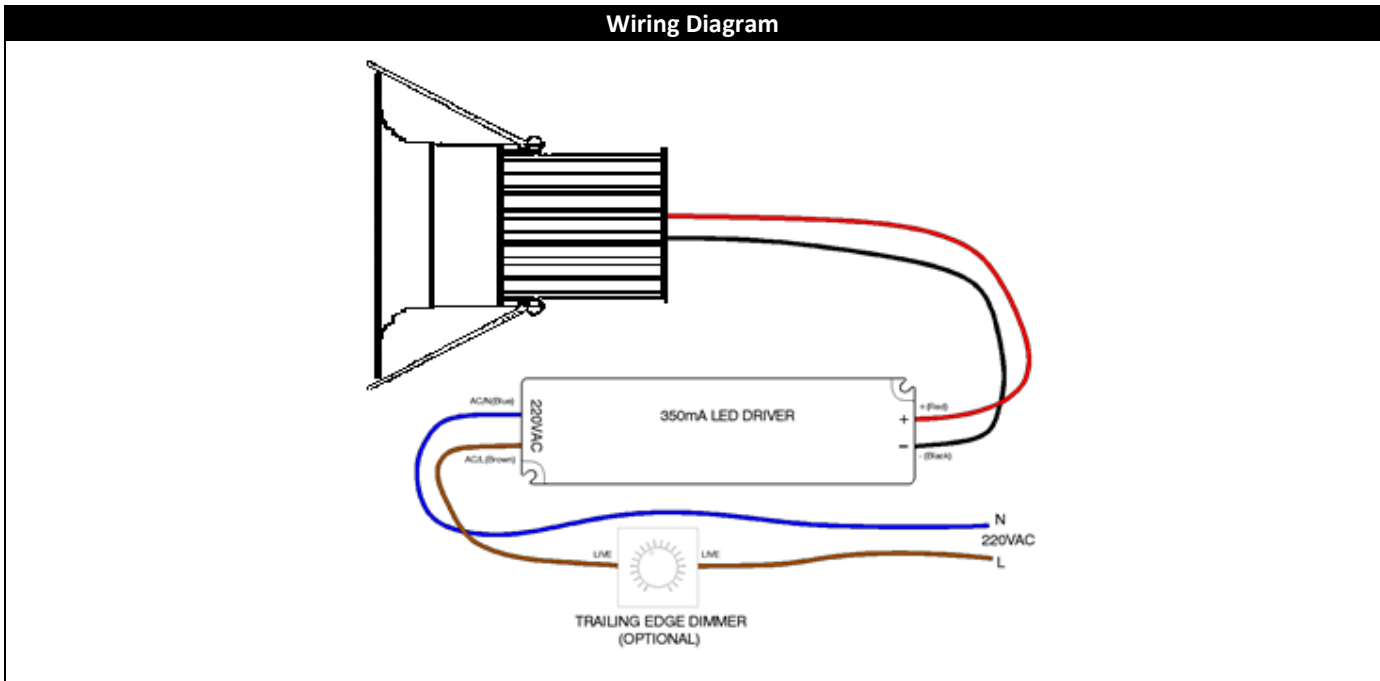 Wiring Diagram
AC/N(Blue)
220VAC
AC/L(Brown)
350mA LED DRIVER
+(Red)
+
−
- (Black)
N
220VAC
L
LIVE
LIVE
TRAILING EDGE DIMMER
(OPTIONAL)